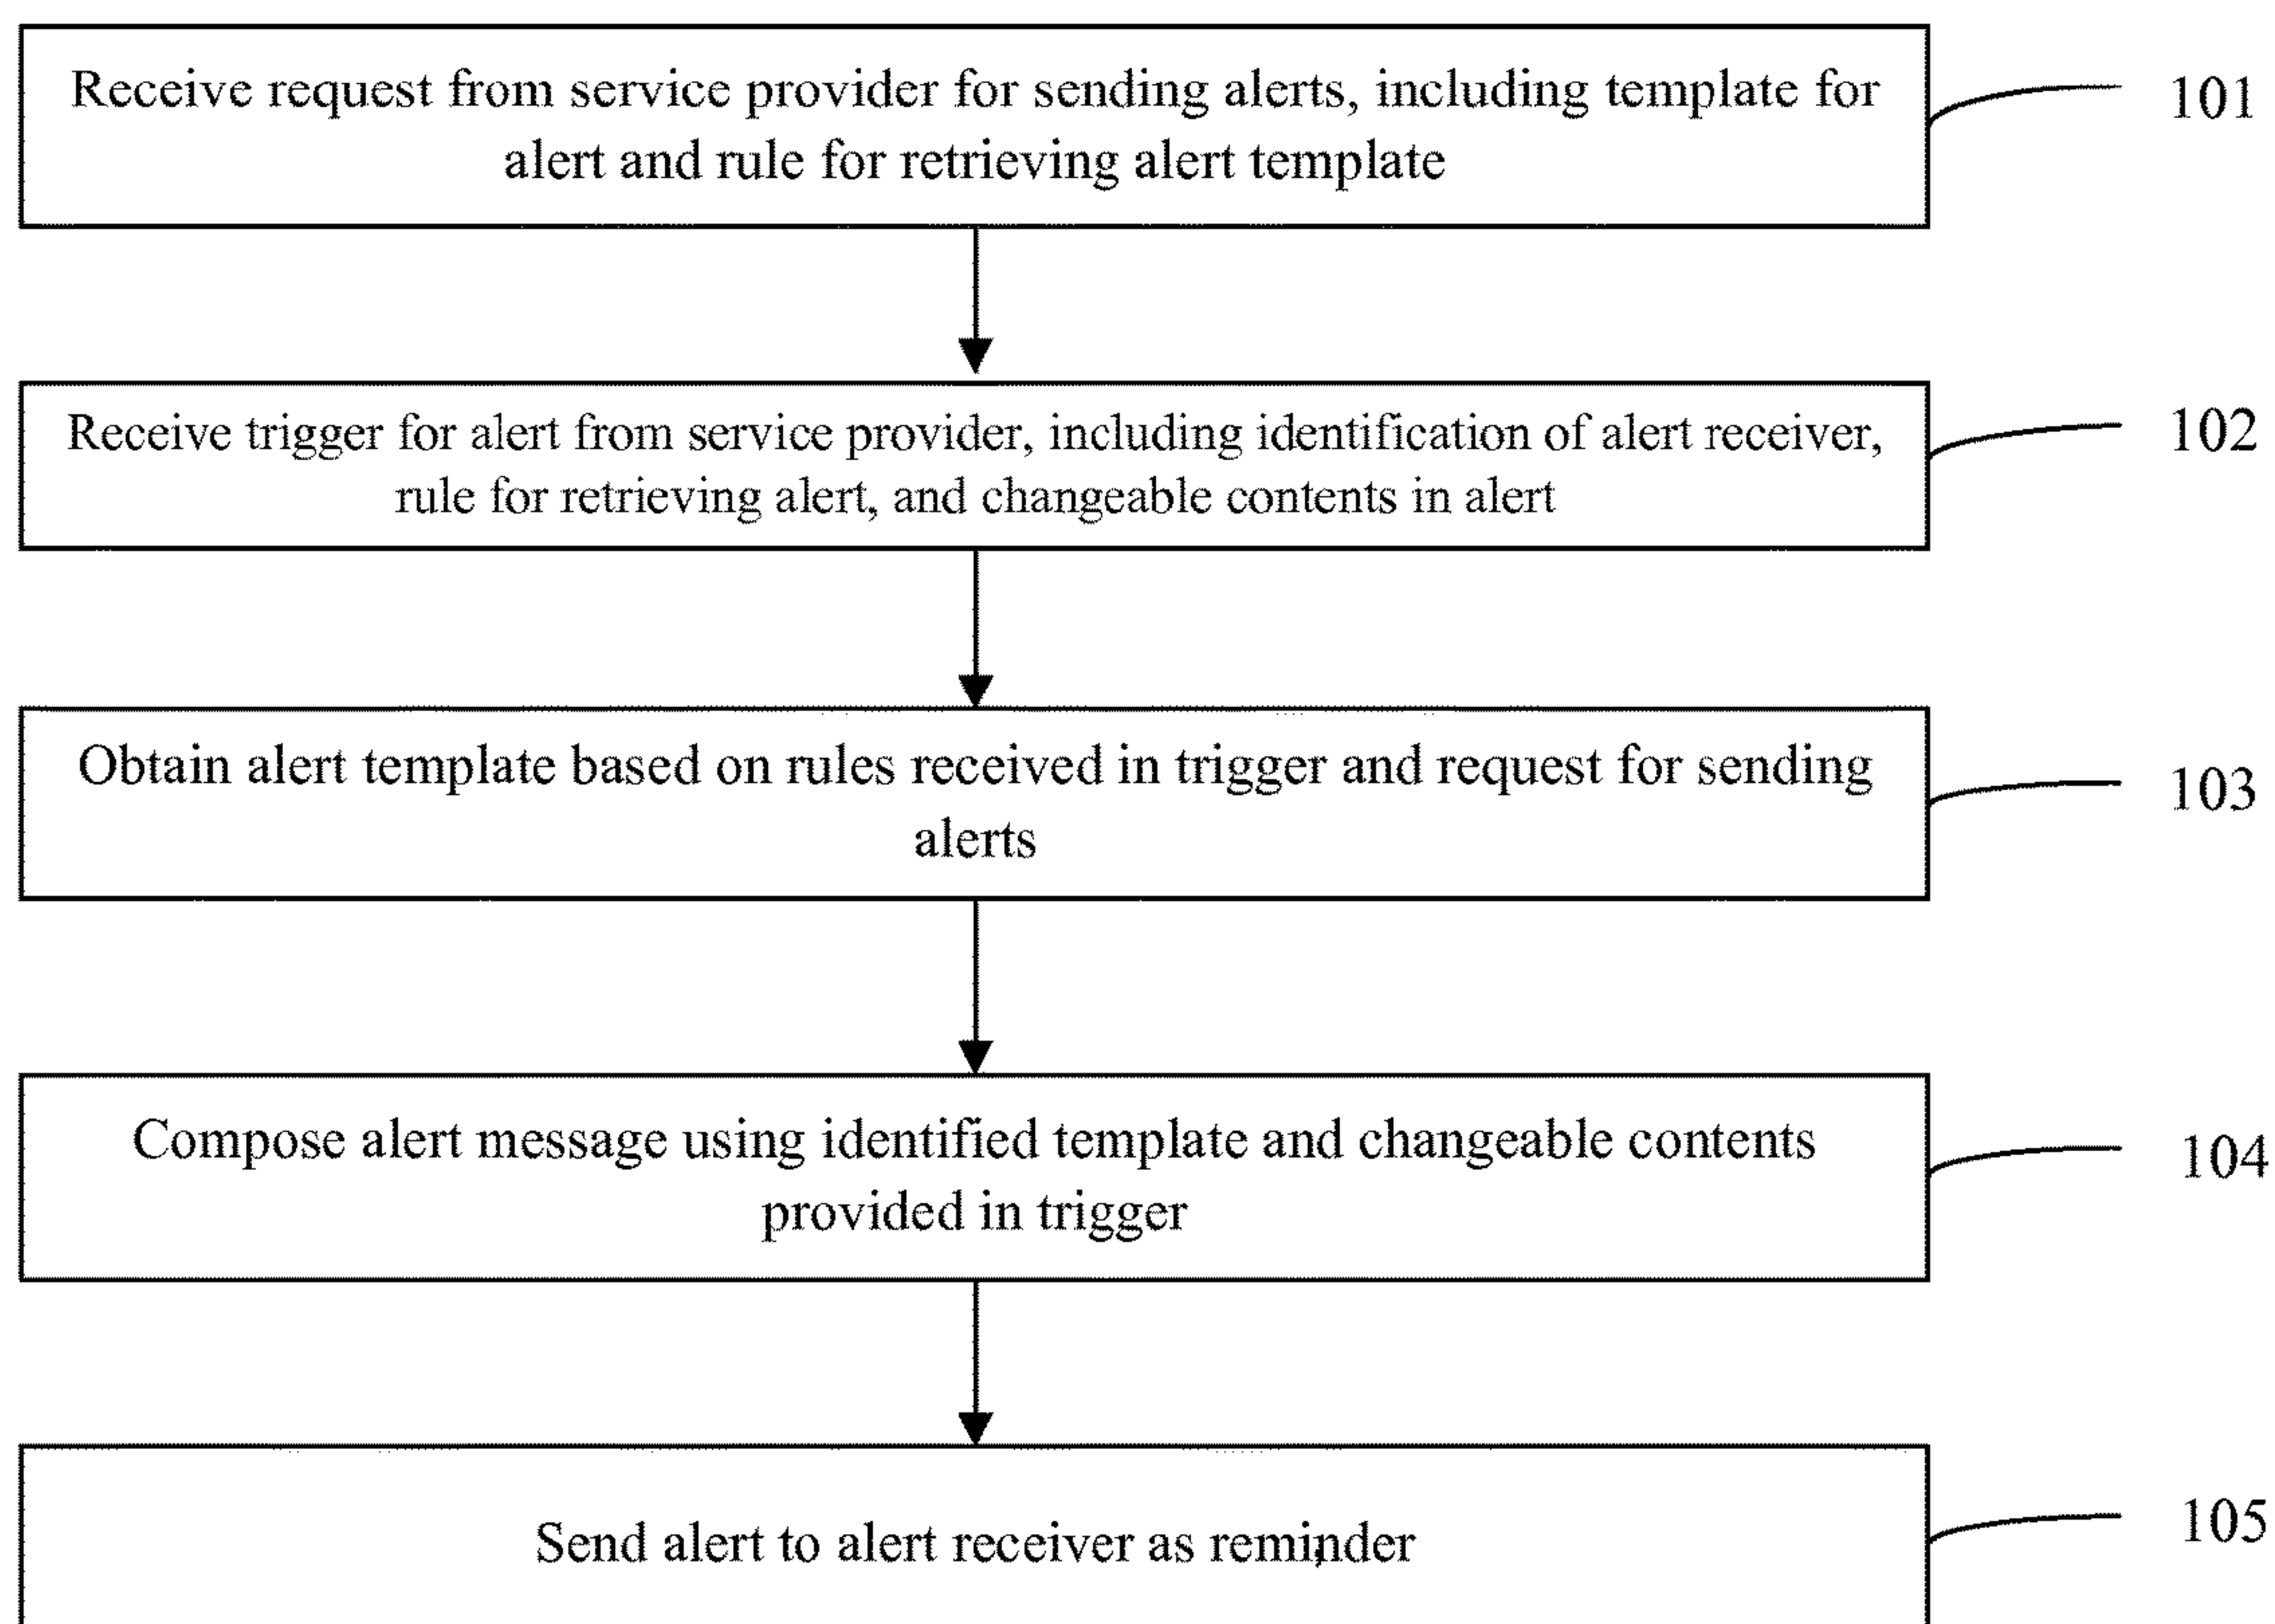 Receive request from service provider for sending alerts, including template for
alert and rule for retrieving alert template
101
Receive trigger for alert from service provider, including identification of alert receiver,
rule for retrieving alert, and changeable contents in alert
102
Obtain alert template based on rules received in trigger and request for sending
alerts
103
Compose alert message using identified template and changeable contents
provided in trigger
104
Send alert to alert receiver as reminder
105